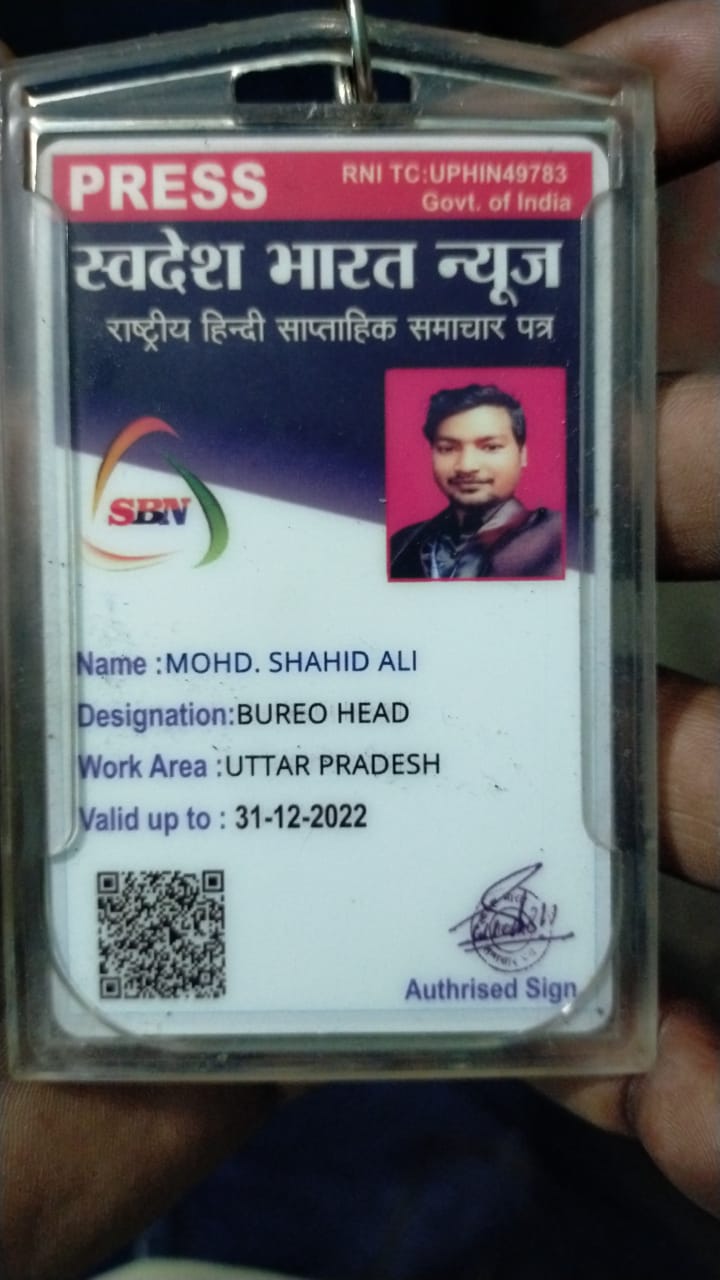 PRESS
RNI TC:UPHIN49783
Govt. of India
स्वदेश भारत न्यूज
राष्ट्रीय हिन्दी साप्ताहिक समाचार पत्र
SBN
Name :MOHD. SHAHID ALI
Designation:BUREO HEAD
Work Area :UTTAR PRADESH
Valid up to : 31-12-2022
Authrised Sign